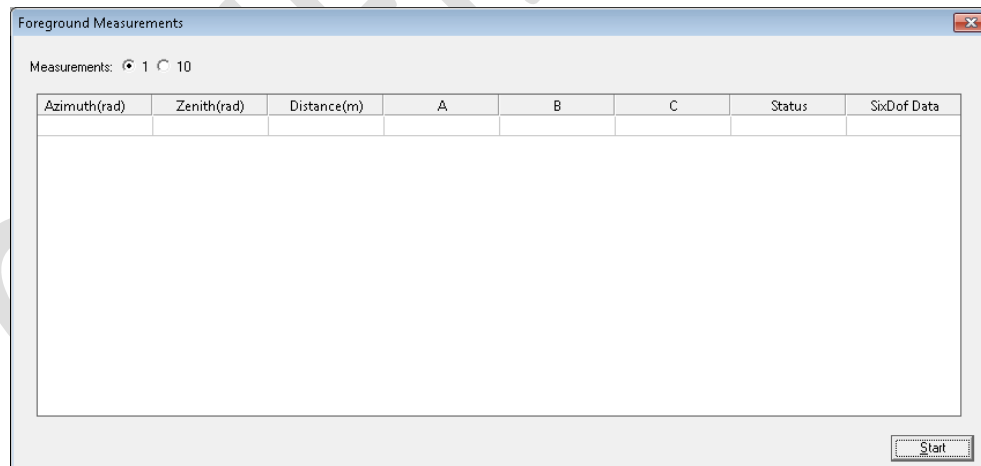 Foreground Measurements
Measurements: 1 10
Azimuth(rad) Zenith(rad) Distance(m) A B C Status SixDof Data
Start